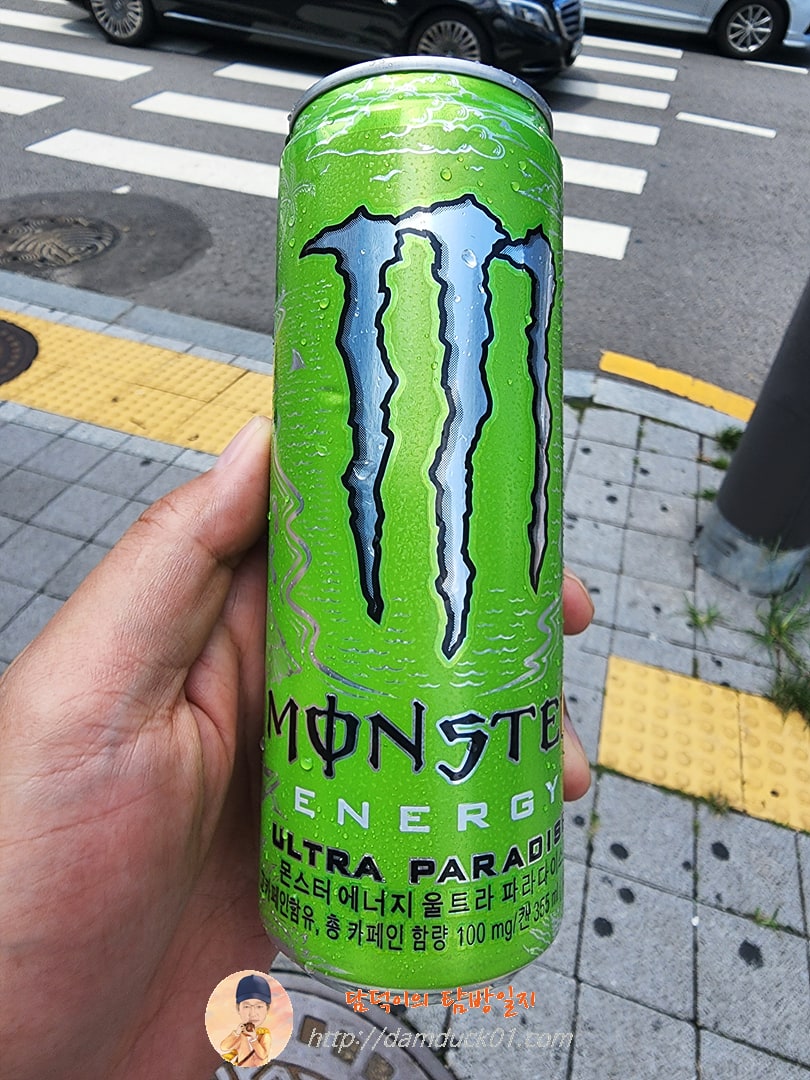 MONSTE
ENERGY
ULTRA PARADIS
몬스터 에너지 울트라 파라다이
카페인함유, 총 카페인 함량 100 mg/캔 355 ml
담덕이의 탐방일지
http://damduck01.com